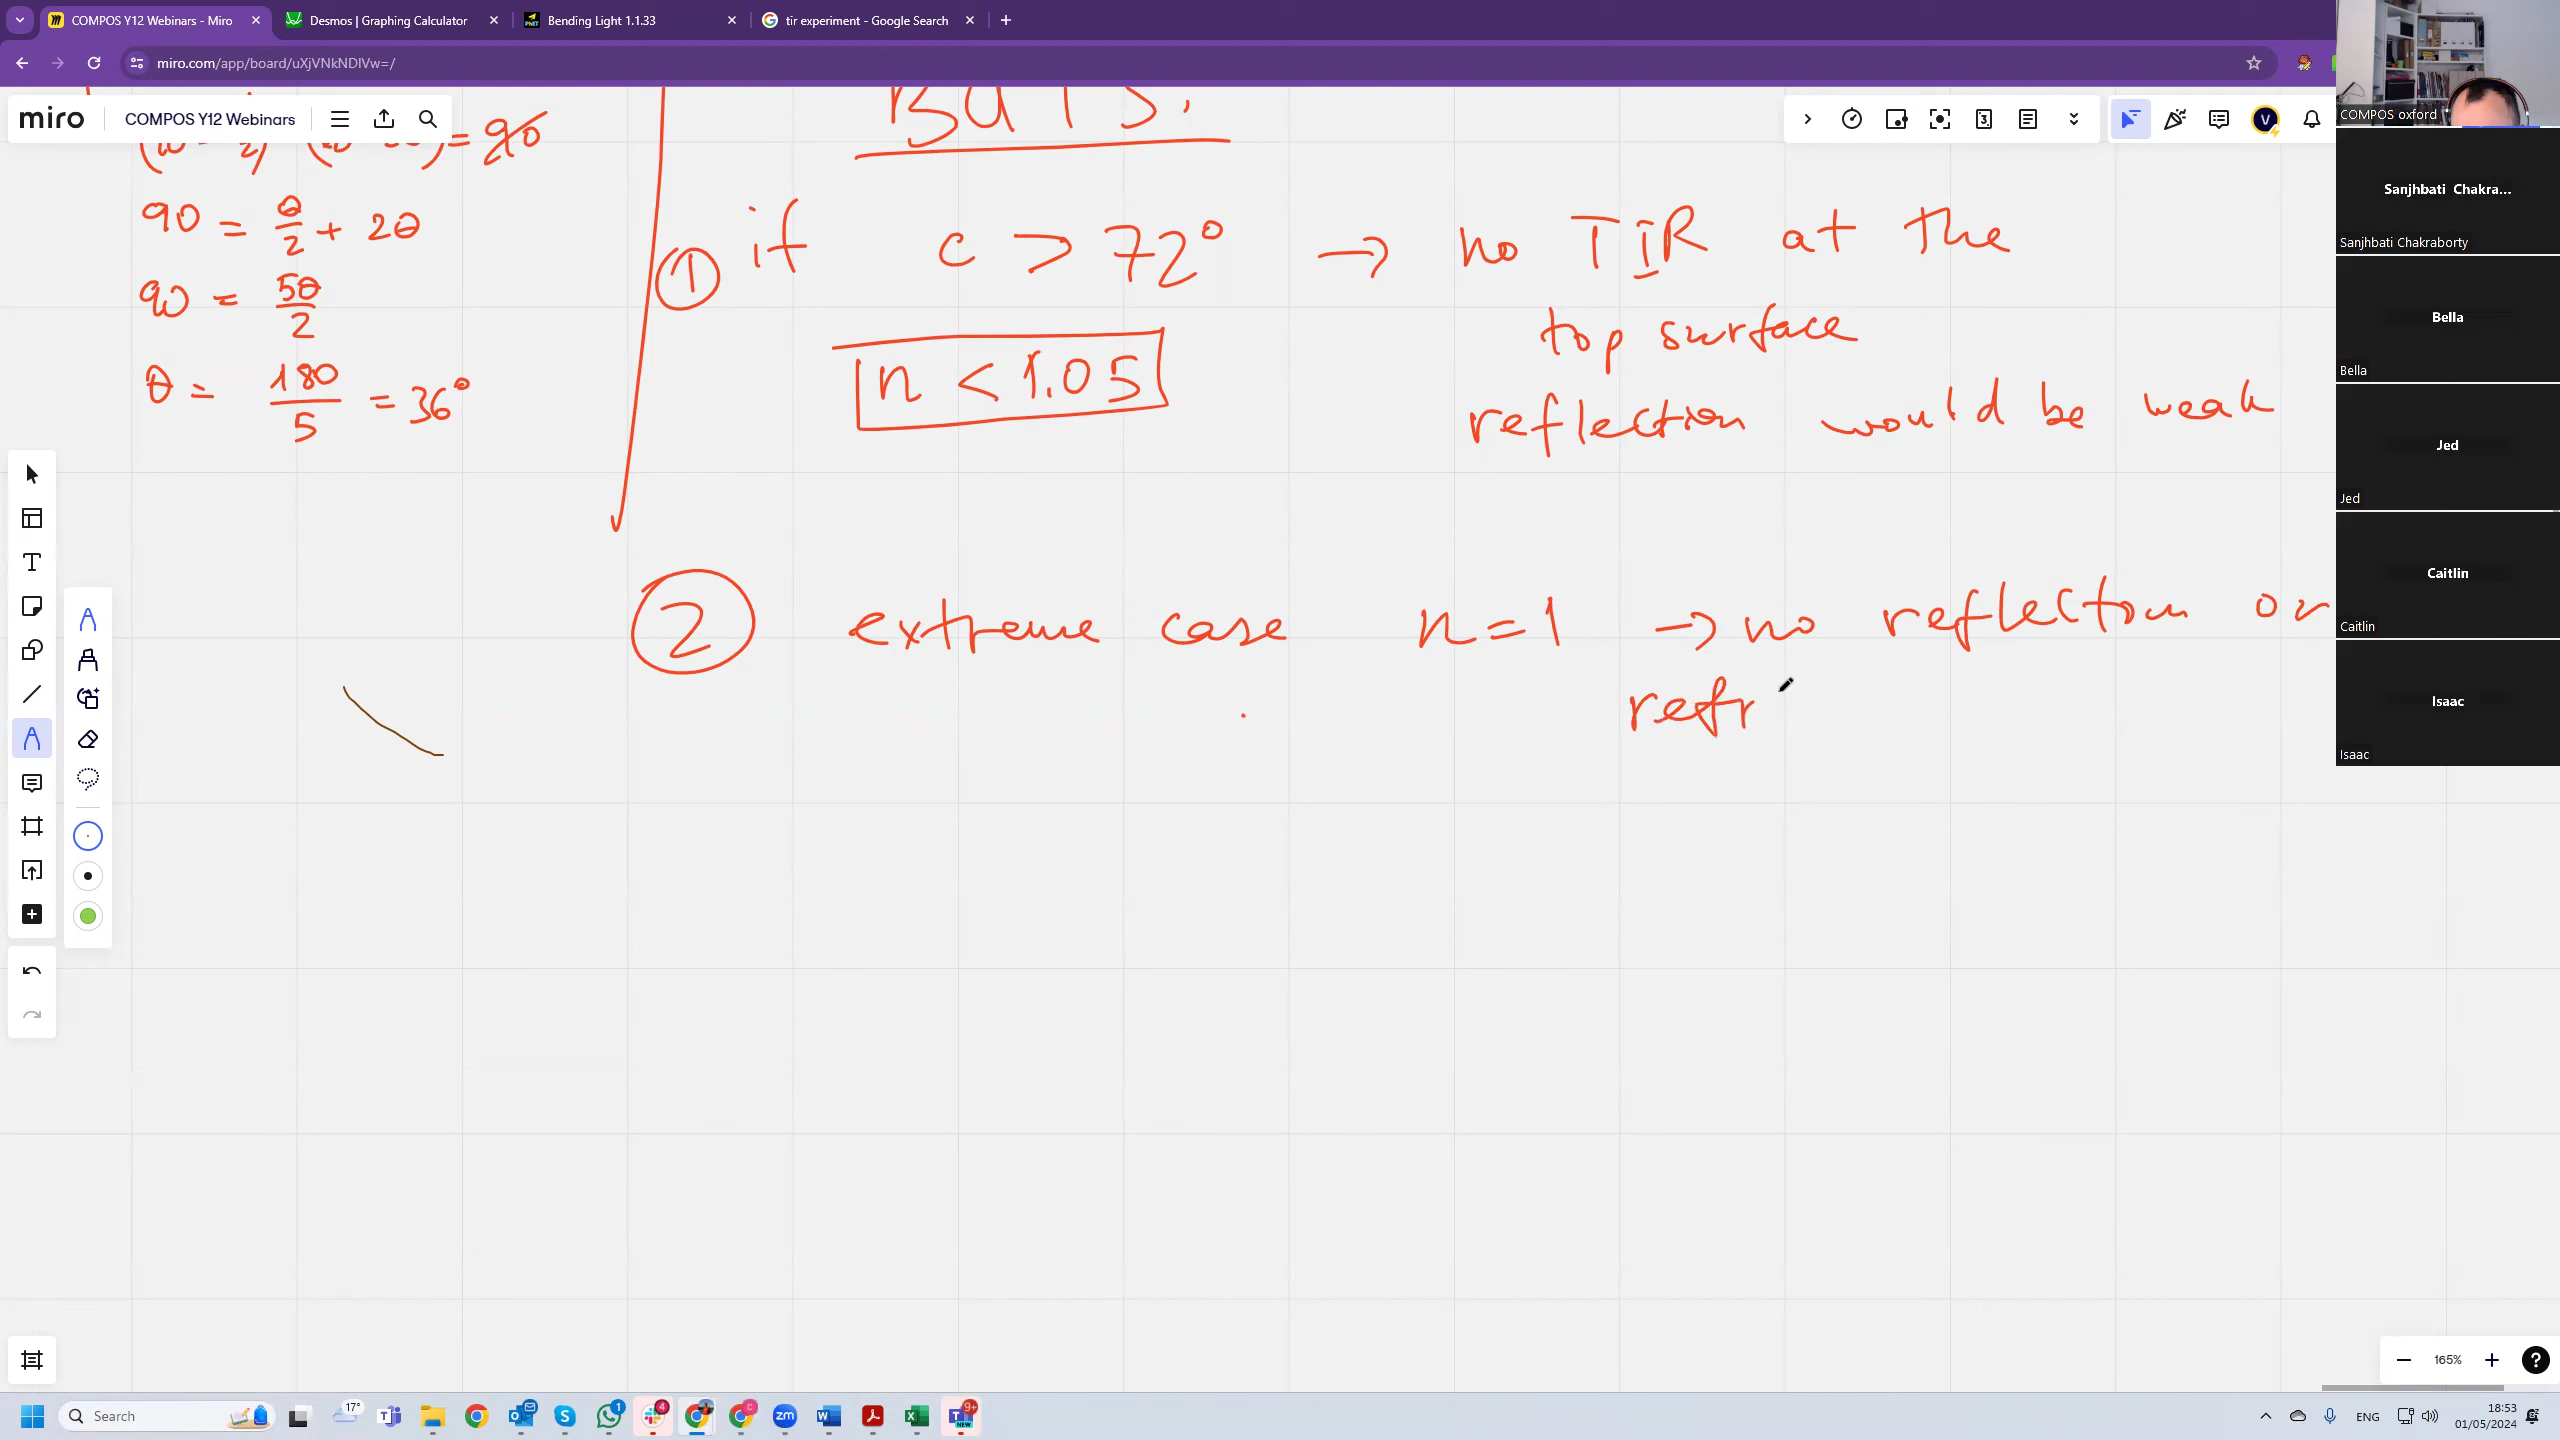 COMPOS Y12 Webinars - Miro
Desmos | Graphing Calculator
Bending Light 1.1.33
tir experiment - Google Search
miro.com/app/board/uXjVNkNDIVw=/
miro
COMPOS Y12 Webinars
COMPOS oxford
Sanjhbati Chakra...
Sanjhbati Chakraborty
Bella
Bella
Jed
Jed
Caitlin
Caitlin
Isaac
Isaac
= 90
90 = θ/2 + 2θ
90 = 5θ/2
θ = 180/5 = 36°
BUTS:
① if c > 72° → no TIR at the
top surface
n < 1.05
reflection would be weak
② extreme case n=1 → no reflection or
refr
165%
Search
17°
18:53
ENG
01/05/2024